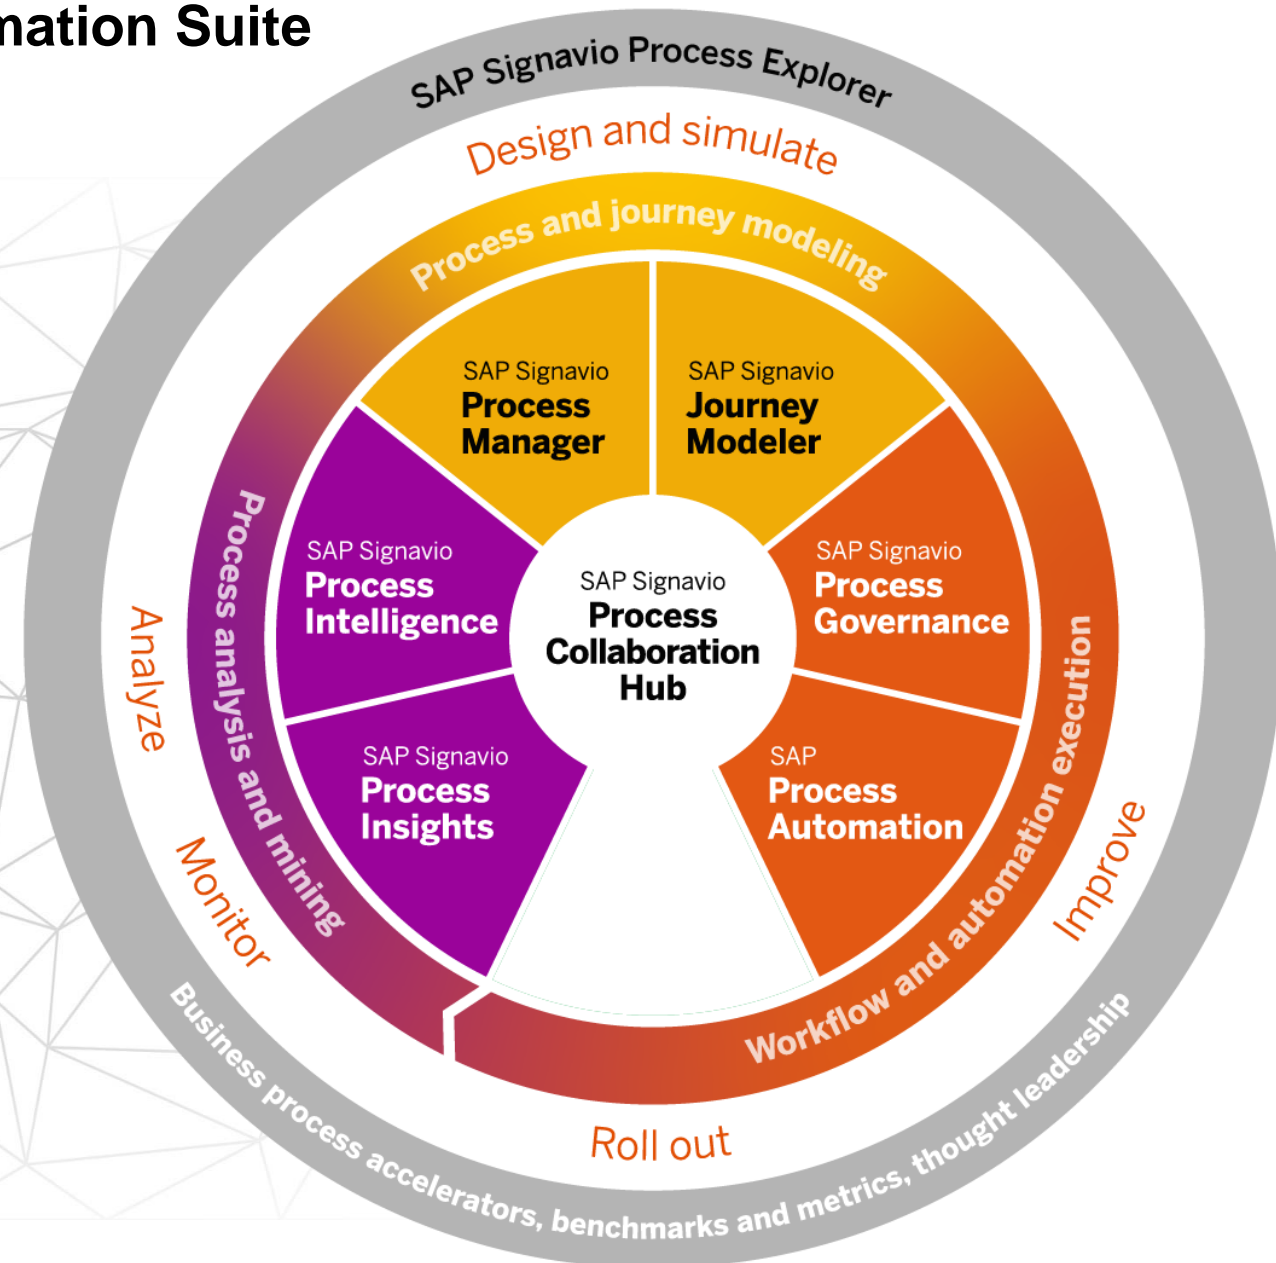 mation Suite
SAP Signavio Process Explorer
Design and simulate
Process and journey modeling
SAP Signavio
Process
Manager
SAP Signavio
Journey
Modeler
SAP Signavio
Process
Intelligence
SAP Signavio
Process
Collaboration
Hub
SAP Signavio
Process
Governance
SAP Signavio
Process
Insights
SAP
Process
Automation
Process analysis and mining
Workflow and automation execution
Analyze
Monitor
Improve
Roll out
Business process accelerators, benchmarks and metrics, thought leadership